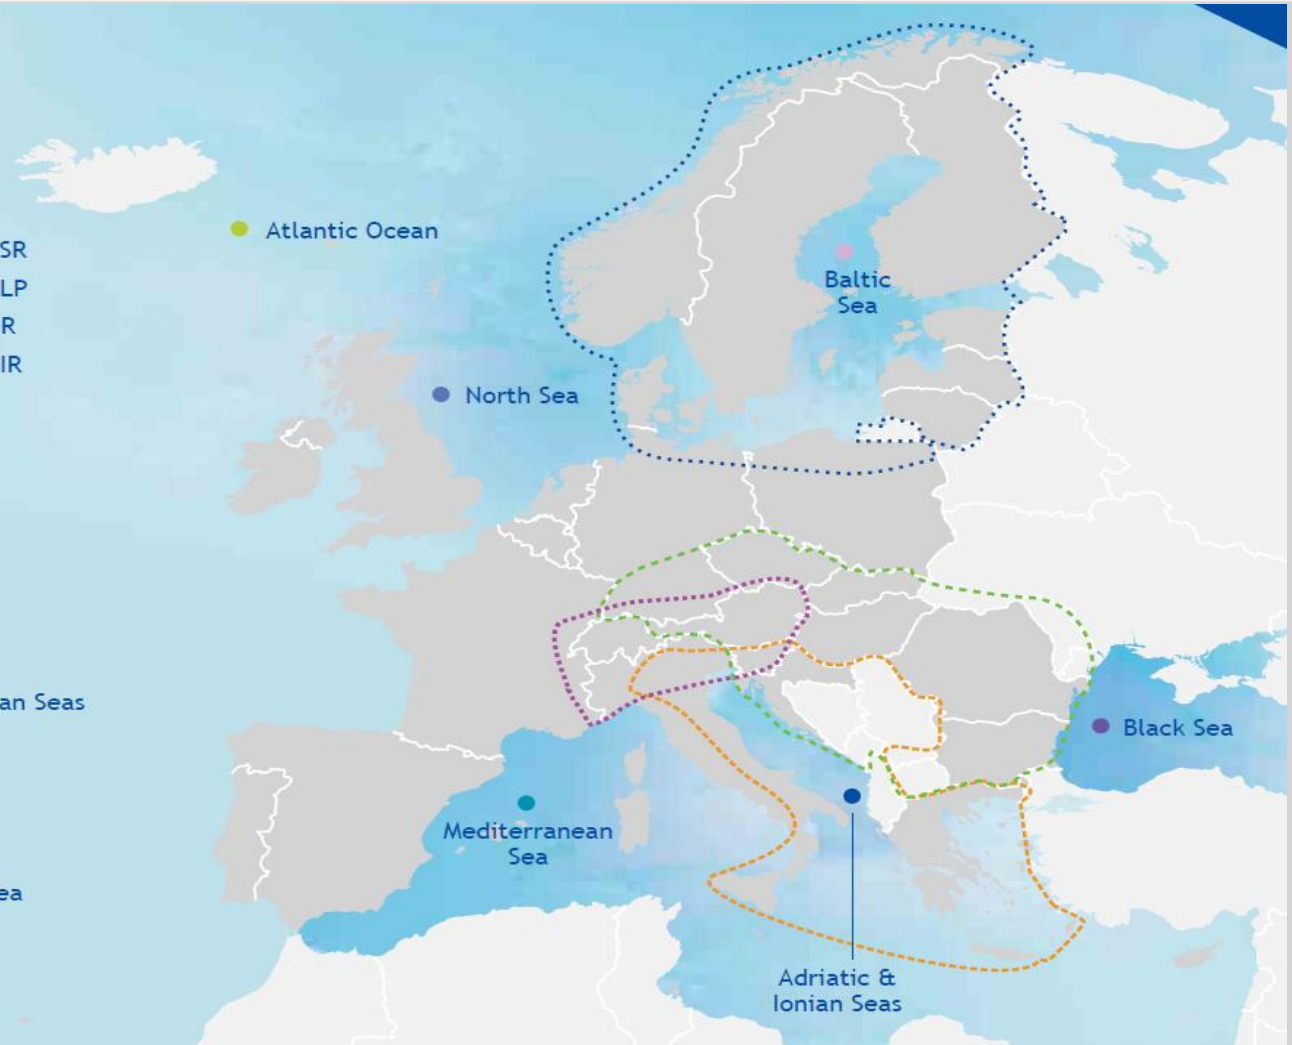 SR
LP
R
IR
an Seas
ea
Atlantic Ocean
North Sea
Baltic
Sea
Black Sea
Mediterranean
Sea
Adriatic &
Ionian Seas